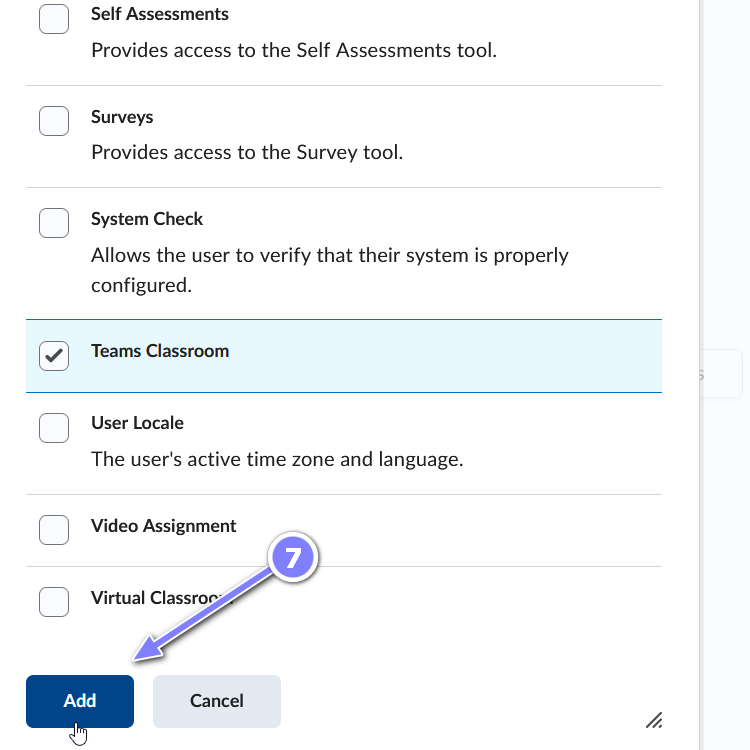 Self Assessments
Provides access to the Self Assessments tool.
Surveys
Provides access to the Survey tool.
System Check
Allows the user to verify that their system is properly
configured.
Teams Classroom
User Locale
The user's active time zone and language.
Video Assignment
7
Virtual Classroom
Add
Cancel